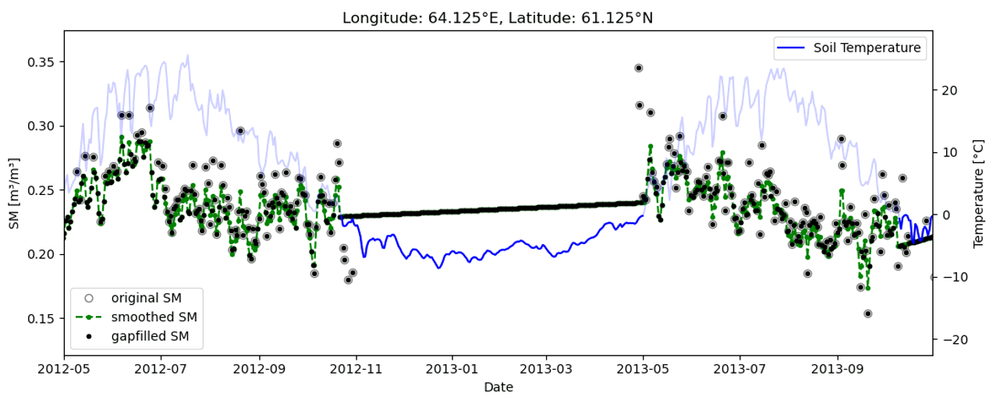 Longitude: 64.125°E, Latitude: 61.125°N
Soil Temperature
0.35
0.30
0.25
0.20
0.15
SM [m³/m³]
20
10
0
−10
−20
Temperature [°C]
original SM
smoothed SM
gapfilled SM
2012-05 2012-07 2012-09 2012-11 2013-01 2013-03 2013-05 2013-07 2013-09
Date